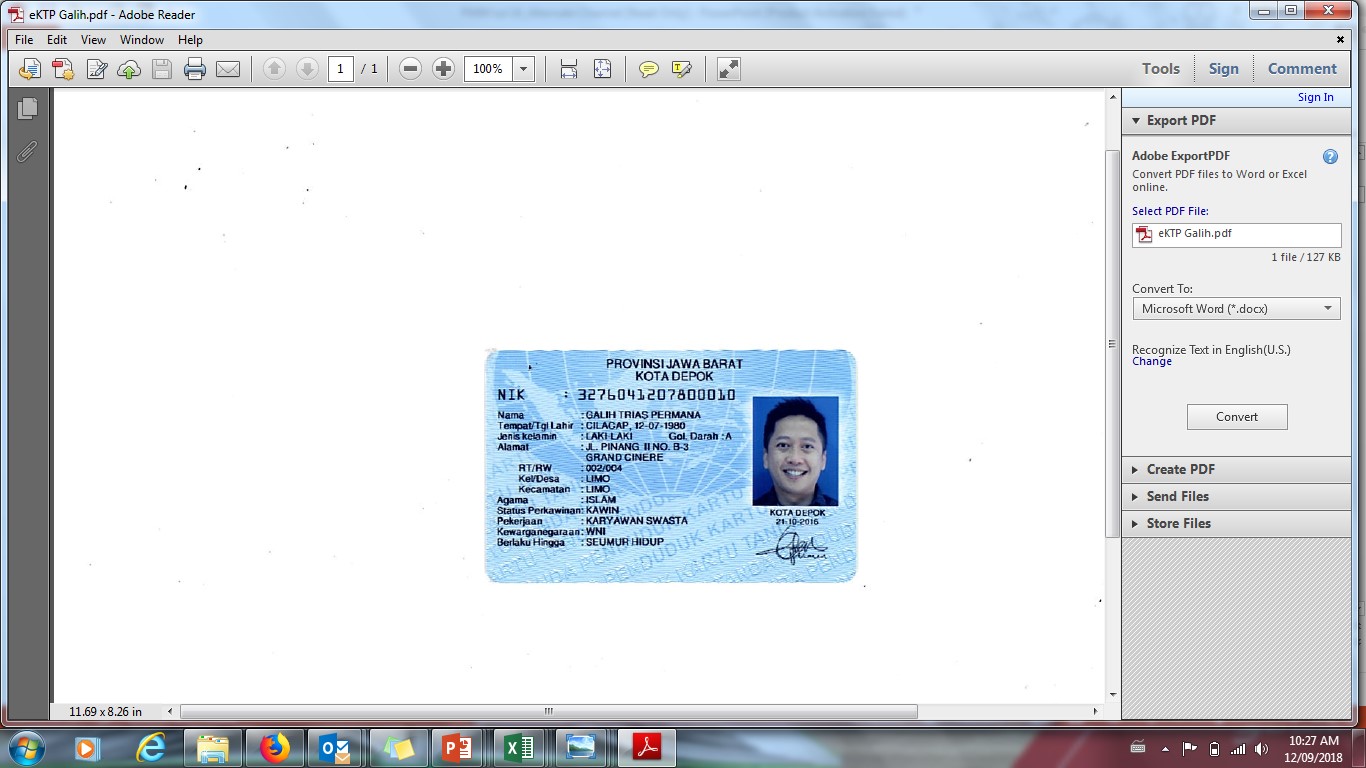 eKTP Galih.pdf - Adobe Reader
File Edit View Window Help
1 / 1 100% Tools Sign Comment
Sign In
Export PDF
Adobe ExportPDF
Convert PDF files to Word or Excel
online.
Select PDF File:
eKTP Galih.pdf
1 file / 127 KB
Convert To:
Microsoft Word (*.docx)
Recognize Text in English(U.S.)
Change
Convert
Create PDF
Send Files
Store Files
PROVINSI JAWA BARAT
KOTA DEPOK
NIK : 3276041207800010
Nama : GALIH TRIAS PERMANA
Tempat/Tgl Lahir : CILACAP, 12-07-1980
Jenis kelamin : LAKI-LAKI Gol. Darah : A
Alamat : JL. PINANG II NO. B-3
GRAND CINERE
RT/RW : 002/004
Kel/Desa : LIMO
Kecamatan : LIMO
Agama : ISLAM
Status Perkawinan: KAWIN
Pekerjaan : KARYAWAN SWASTA
Kewarganegaraan: WNI
Berlaku Hingga : SEUMUR HIDUP
KOTA DEPOK
21-10-2016
11.69 x 8.26 in
10:27 AM
12/09/2018